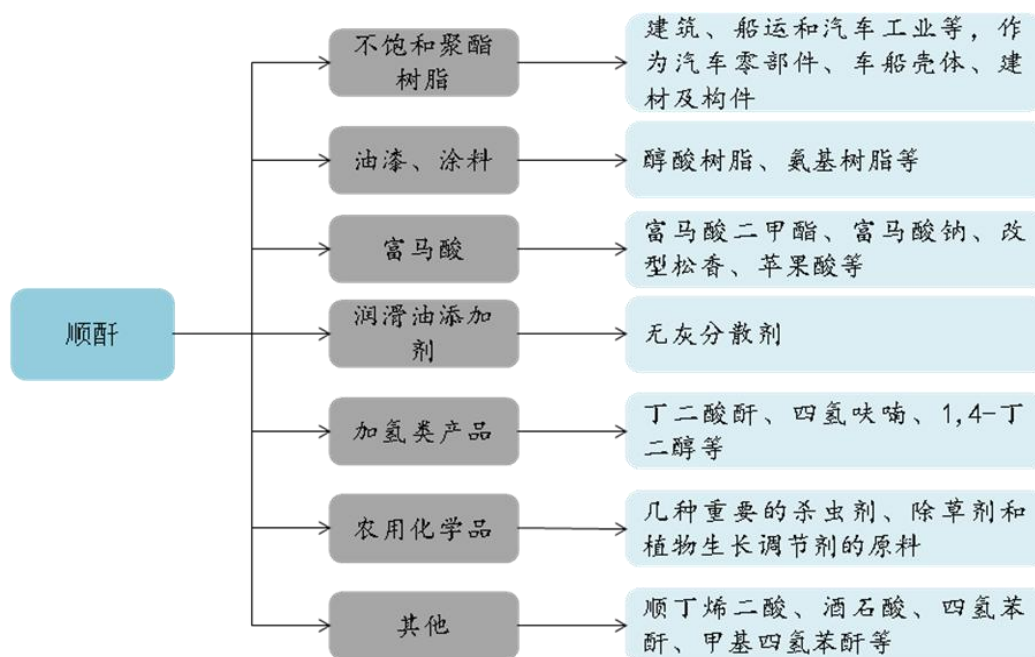 不饱和聚酯
树脂
建筑、船运和汽车工业等，作
为汽车零部件、车船壳体、建
材及构件
油漆、涂料
醇酸树脂、氨基树脂等
富马酸
富马酸二甲酯、富马酸钠、改
型松香、苹果酸等
顺酐
润滑油添加
剂
无灰分散剂
加氢类产品
丁二酸酐、四氢呋喃、1,4-丁
二醇等
农用化学品
几种重要的杀虫剂、除草剂和
植物生长调节剂的原料
其他
顺丁烯二酸、酒石酸、四氢苯
酐、甲基四氢苯酐等